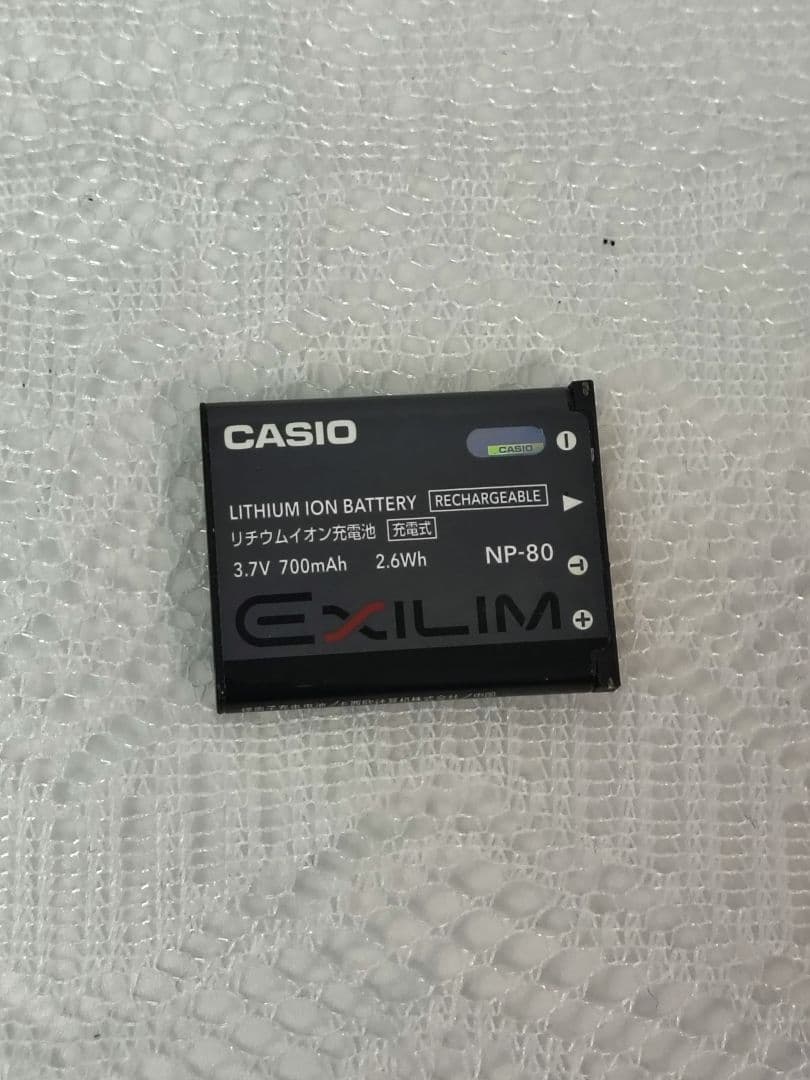 CASIO
CASIO
LITHIUM ION BATTERY RECHARGEABLE
リチウムイオン充電池 充電式
3.7V 700mAh 2.6Wh NP-80
T
EXILIM